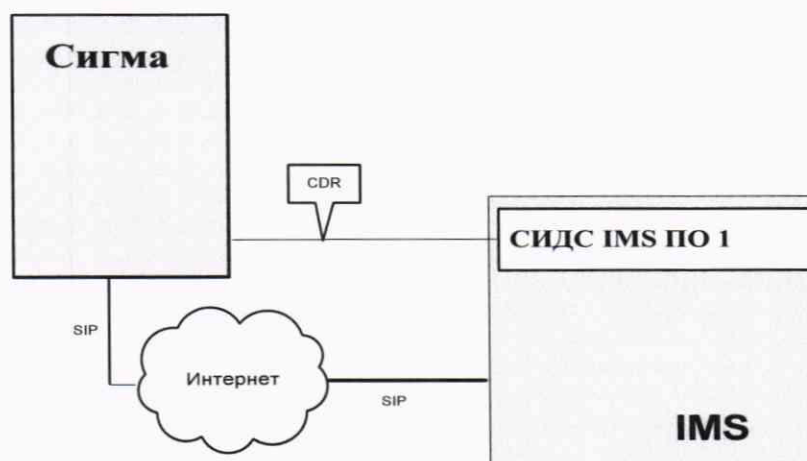 Сигма
CDR
СИДС IMS ПО 1
SIP
Интернет
SIP
IMS